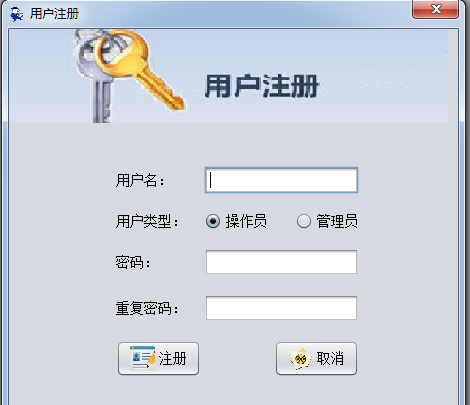 用户注册
用户注册
用户名：
用户类型： 操作员 管理员
密码：
重复密码：
注册 取消